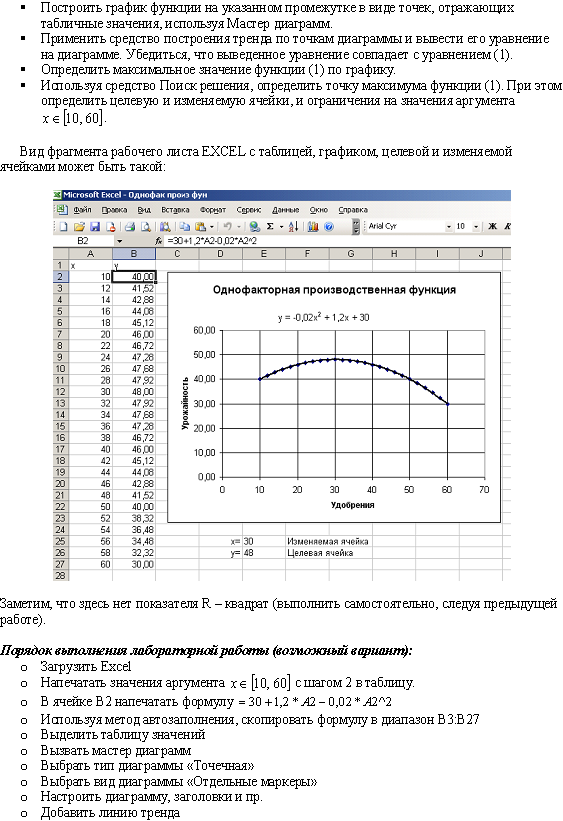 ▪ Построить график функции на указанном промежутке в виде точек, отражающих
табличные значения, используя Мастер диаграмм.
▪ Применить средство построения тренда по точкам диаграммы и вывести его уравнение
на диаграмме. Убедиться, что выведенное уравнение совпадает с уравнением (1).
▪ Определить максимальное значение функции (1) по графику.
▪ Используя средство Поиск решения, определить точку максимума функции (1). При этом
определить целевую и изменяемую ячейки, и ограничения на значения аргумента
x ∈ [10, 60].
Вид фрагмента рабочего листа EXCEL с таблицей, графиком, целевой и изменяемой
ячейками может быть такой:
Microsoft Excel - Однофак произ фун
Файл Правка Вид Вставка Формат Сервис Данные Окно Справка
Arial Cyr 10 Ж К
B2 fx =30+1,2*A2-0,02*A2^2
A B C D E F G H I J
1 x y
2 10 40,00
3 12 41,52
4 14 42,88
5 16 44,08
6 18 45,12
7 20 46,00
8 22 46,72
9 24 47,28
10 26 47,68
11 28 47,92
12 30 48,00
13 32 47,92
14 34 47,68
15 36 47,28
16 38 46,72
17 40 46,00
18 42 45,12
19 44 44,08
20 46 42,88
21 48 41,52
22 50 40,00
23 52 38,32
24 54 36,48
25 56 34,48
26 58 32,32
27 60 30,00
28
Однофакторная производственная функция
y = -0,02x² + 1,2x + 30
60,00
50,00
40,00
30,00
20,00
10,00
0,00
Урожайность
0 10 20 30 40 50 60 70
Удобрения
x= 30 Изменяемая ячейка
y= 48 Целевая ячейка
Заметим, что здесь нет показателя R – квадрат (выполнить самостоятельно, следуя предыдущей
работе).
Порядок выполнения лабораторной работы (возможный вариант):
o Загрузить Excel
o Напечатать значения аргумента x ∈ [10, 60] с шагом 2 в таблицу.
o В ячейке B2 напечатать формулу = 30 + 1,2 * A2 – 0,02 * A2^2
o Используя метод автозаполнения, скопировать формулу в диапазон B3:B27
o Выделить таблицу значений
o Вызвать мастер диаграмм
o Выбрать тип диаграммы «Точечная»
o Выбрать вид диаграммы «Отдельные маркеры»
o Настроить диаграмму, заголовки и пр.
o Добавить линию тренда